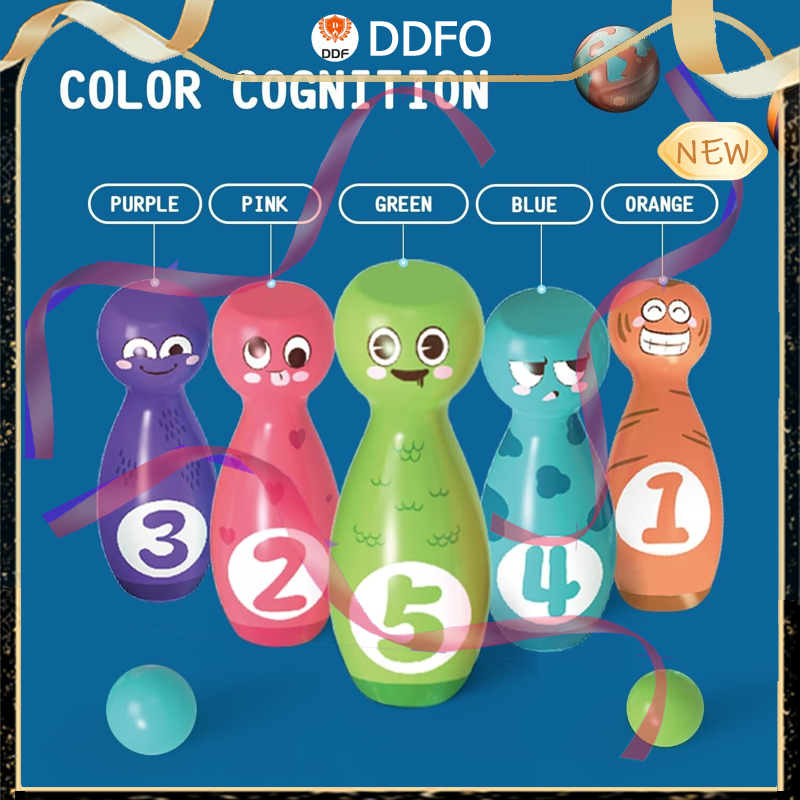 DDF
DDFO
COLOR COGNITION
NEW
PURPLE
PINK
GREEN
BLUE
ORANGE
3
2
5
4
1